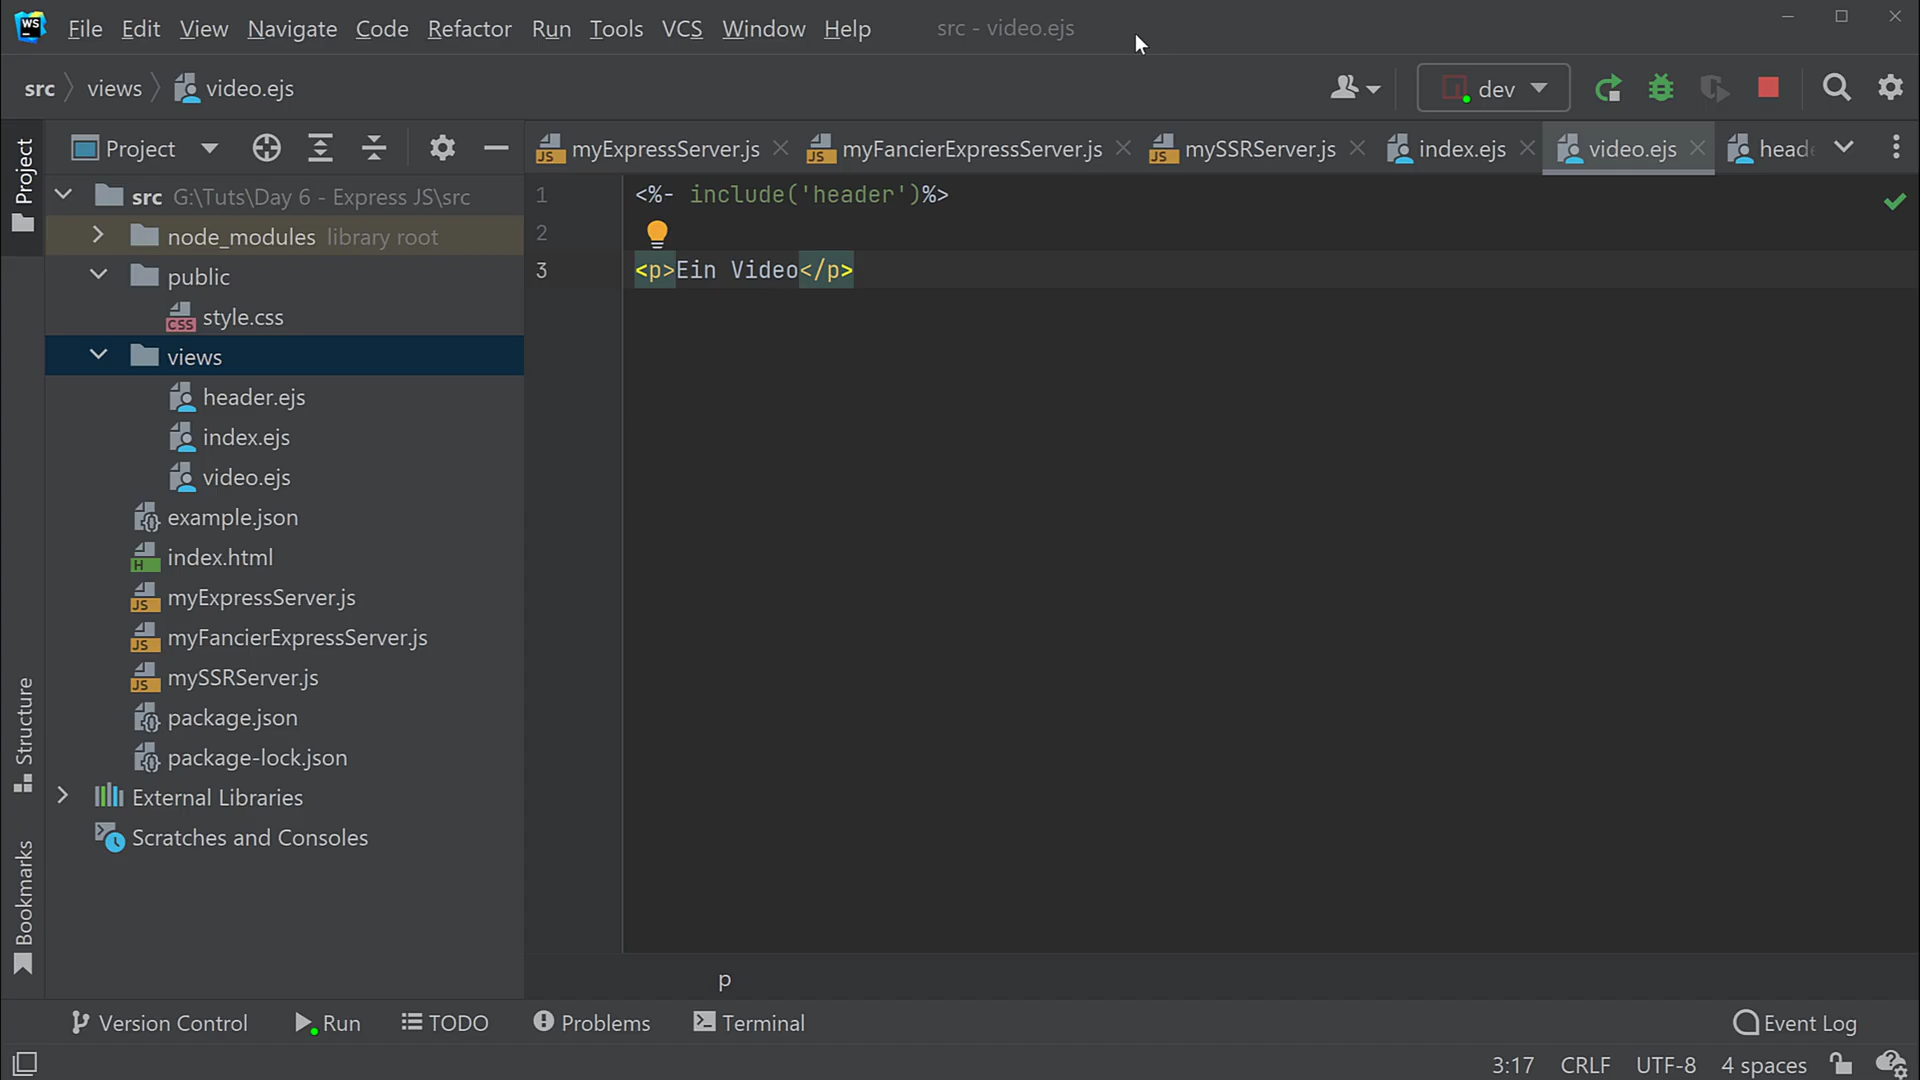 WS File Edit View Navigate Code Refactor Run Tools VCS Window Help src - video.ejs
src views video.ejs dev
Project myExpressServer.js myFancierExpressServer.js mySSRServer.js index.ejs video.ejs
Project
src G:\Tuts\Day 6 - Express JS\src
node_modules library root
public
style.css
views
header.ejs
index.ejs
video.ejs
example.json
index.html
myExpressServer.js
myFancierExpressServer.js
mySSRServer.js
package.json
package-lock.json
External Libraries
Scratches and Consoles
Structure
Bookmarks
1 <%- include('header')%>
2
3 <p>Ein Video</p>
p
Version Control Run TODO Problems Terminal Event Log
3:17 CRLF UTF-8 4 spaces